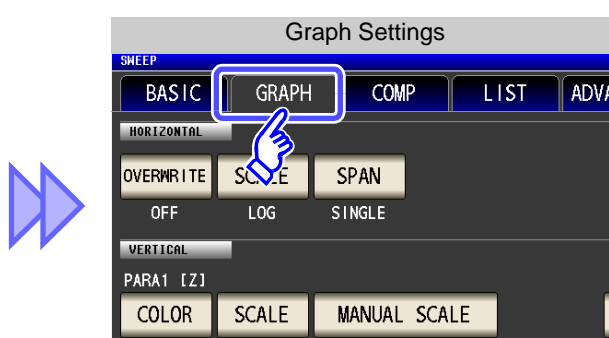 Graph Settings
SWEEP
BASIC GRAPH COMP LIST ADVA
HORIZONTAL
OVERWRITE SCALE SPAN
OFF LOG SINGLE
VERTICAL
PARA1 [Z]
COLOR SCALE MANUAL SCALE